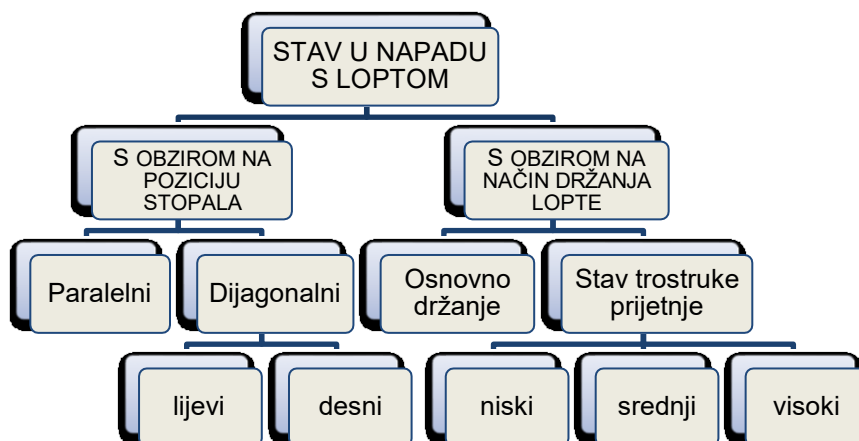 STAV U NAPADU
S LOPTOM
S OBZIROM NA
POZICIJU
STOPALA
S OBZIROM NA
NAČIN DRŽANJA
LOPTE
Paralelni
Dijagonalni
Osnovno
držanje
Stav trostruke
prijetnje
lijevi
desni
niski
srednji
visoki